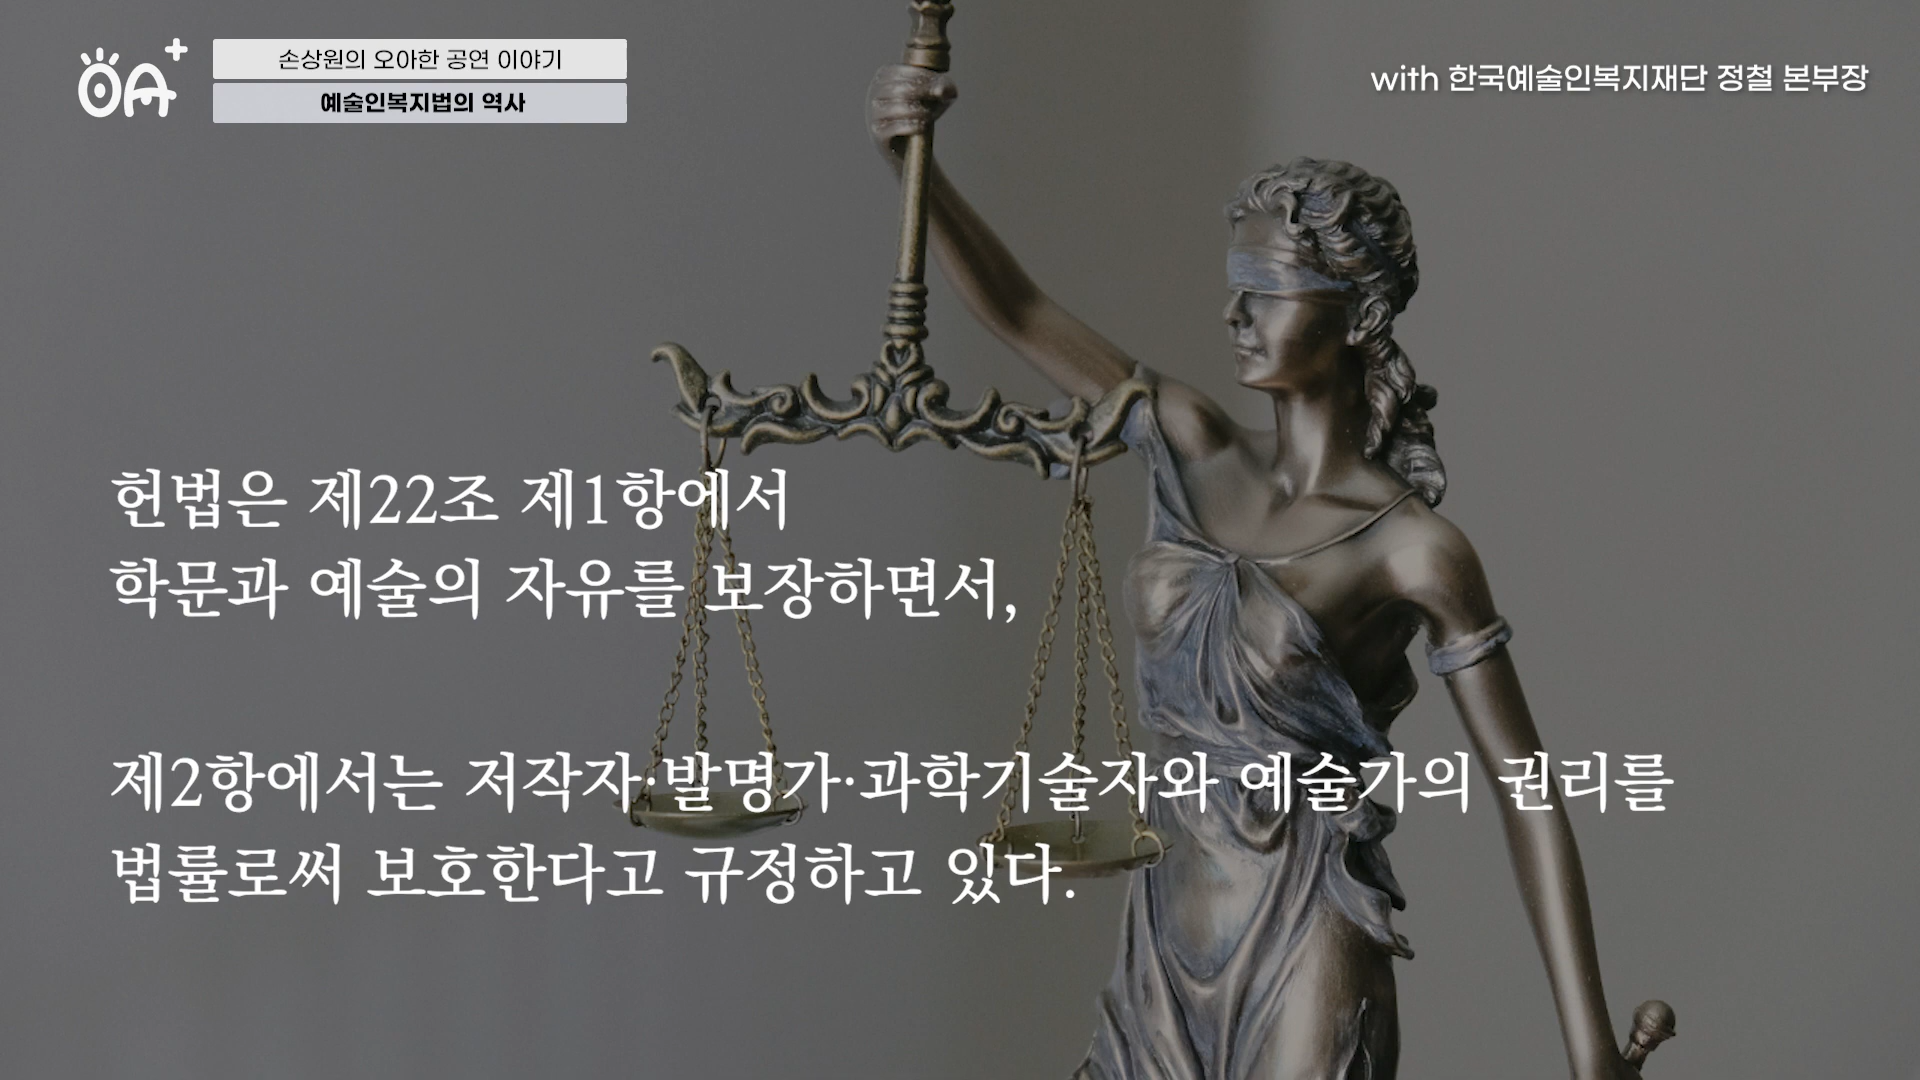 OA+
손상원의 오아한 공연 이야기
예술인복지법의 역사
with 한국예술인복지재단 정철 본부장
헌법은 제22조 제1항에서
학문과 예술의 자유를 보장하면서,
제2항에서는 저작자·발명가·과학기술자와 예술가의 권리를
법률로써 보호한다고 규정하고 있다.